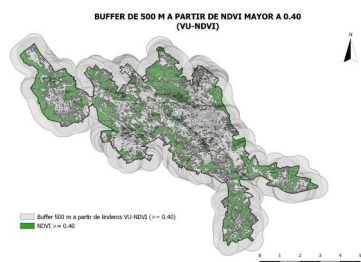 BUFFER DE 500 M A PARTIR DE NDVI MAYOR A 0.40
(VU-NDVI)
N
Buffer 500 m a partir de linderos VU-NDVI (>= 0.40)
NDVI >= 0.40
0 1 2 3 4